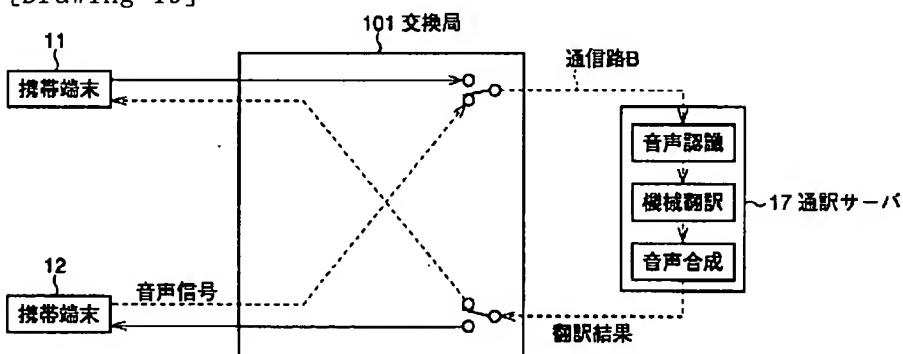 11
携帯端末
101 交換局
通信路B
音声認識
機械翻訳
17 通訳サーバ
音声合成
12
携帯端末
音声信号
翻訳結果